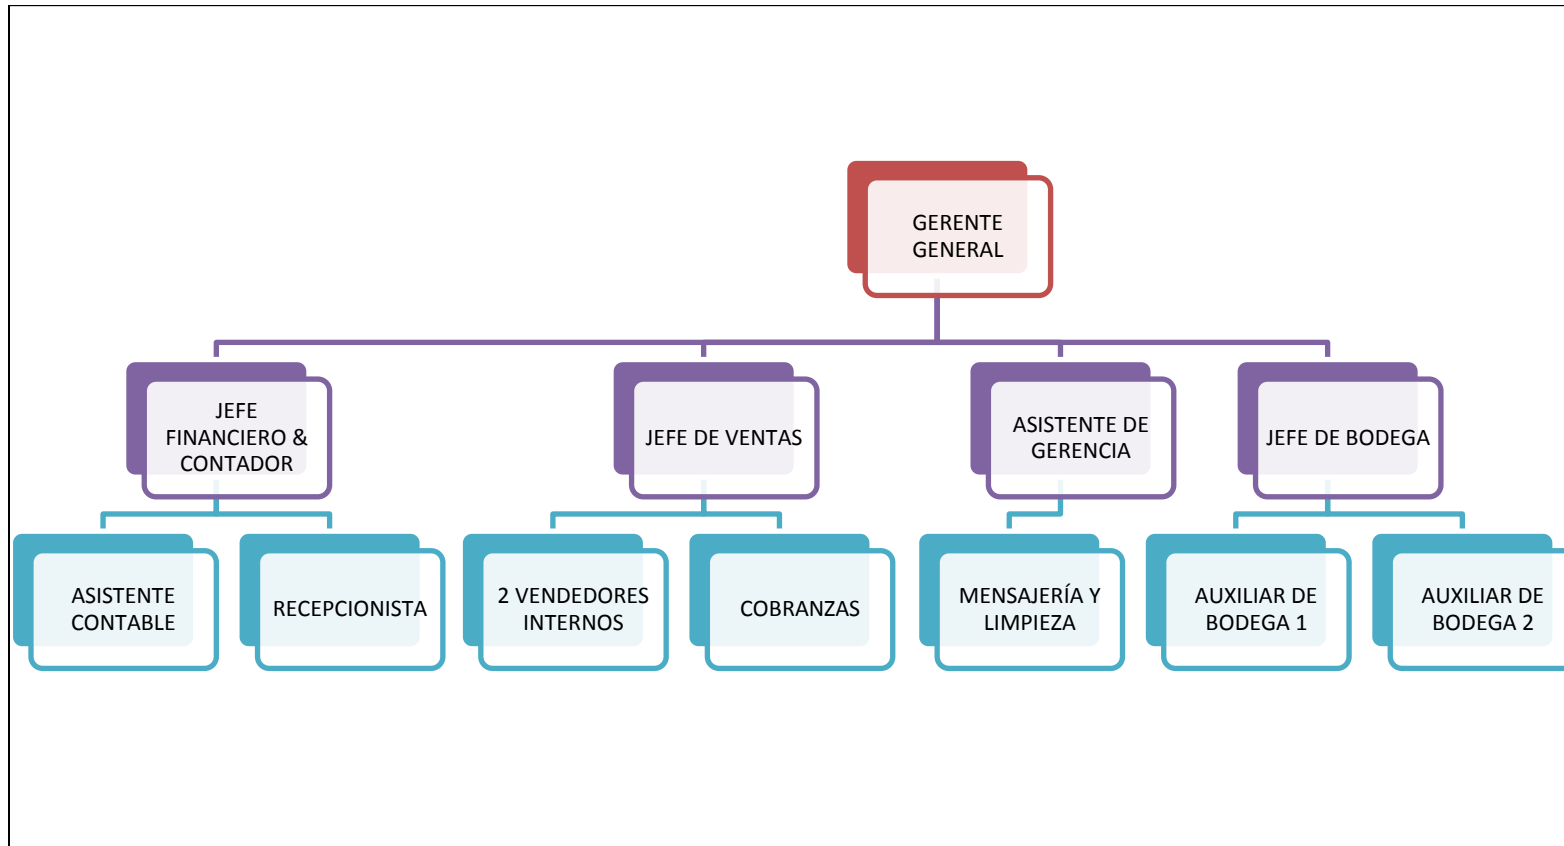 GERENTE
GENERAL
JEFE
FINANCIERO &
CONTADOR
JEFE DE VENTAS
ASISTENTE DE
GERENCIA
JEFE DE BODEGA
ASISTENTE
CONTABLE
RECEPCIONISTA
2 VENDEDORES
INTERNOS
COBRANZAS
MENSAJERÍA Y
LIMPIEZA
AUXILIAR DE
BODEGA 1
AUXILIAR DE
BODEGA 2